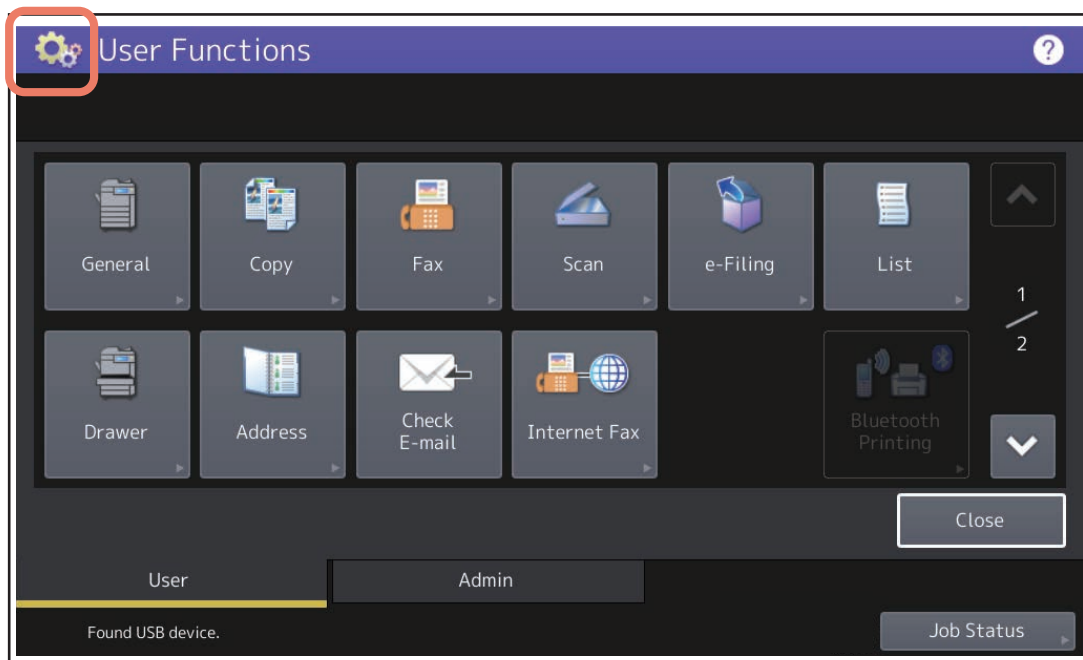 User Functions
?
General
Copy
Fax
Scan
e-Filing
List
1
2
Drawer
Address
Check
E-mail
Internet Fax
Bluetooth
Printing
Close
User
Admin
Found USB device.
Job Status